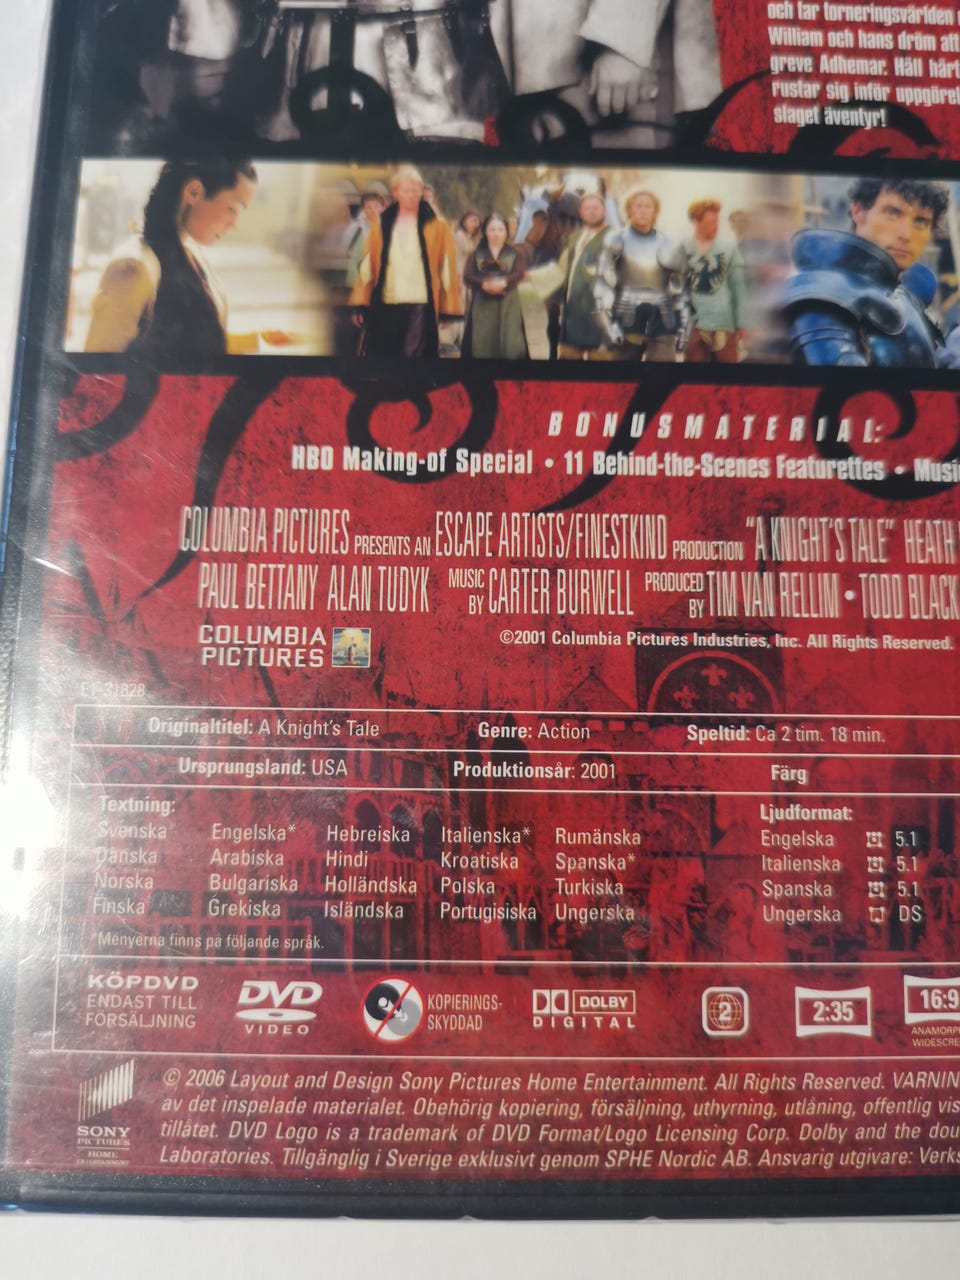 och tar torneringsvärlden
William och hans dröm att
greve Adhemar. Håll härt
rustar sig inför
slaget äventyr!
BONUSMATERIAL:
HBO Making-of Special • 11 Behind-the-Scenes Featurettes •
COLUMBIA PICTURES PRESENTS AN ESCAPE ARTISTS/FINESTKIND PRODUCTION "A KNIGHT'S TALE" HEATH
PAUL BETTANY ALAN TUDYK MUSIC BY CARTER BURWELL PRODUCED BY TIM VAN RELLIM • TODD BLACK
COLUMBIA
PICTURES
©2001 Columbia Pictures Industries, Inc. All Rights Reserved.
Originaltitel: A Knight's Tale Genre: Action Speltid: Ca 2 tim. 18 min.
Ursprungsland: USA Produktionsår: 2001 Färg
Textning: Ljudformat:
Svenska Engelska* Hebreiska Italienska* Rumänska Engelska 5.1
Danska Arabiska Hindi Kroatiska Spanska* Italienska 5.1
Norska Bulgariska Holländska Polska Turkiska Spanska 5.1
Finska Grekiska Isländska Portugisiska Ungerska Ungerska DS
*Menyerna finns på följande språk.
KÖPDVD
ENDAST TILL
FÖRSÄLJNING
DVD
VIDEO
KOPIERINGS-
SKYDDAD
DOLBY
DIGITAL
2
2:35
16:9
© 2006 Layout and Design Sony Pictures Home Entertainment. All Rights Reserved.
av det inspelade materialet. Obehörig kopiering, försäljning, uthyrning, utlåning, offentlig
tillåtet. DVD Logo is a trademark of DVD Format/Logo Licensing Corp. Dolby and the
Laboratories. Tillgänglig i Sverige exklusivt genom SPHE Nordic AB. Ansvarig utgivare:
SONY
PICTURES
HOME
ENTERTAINMENT